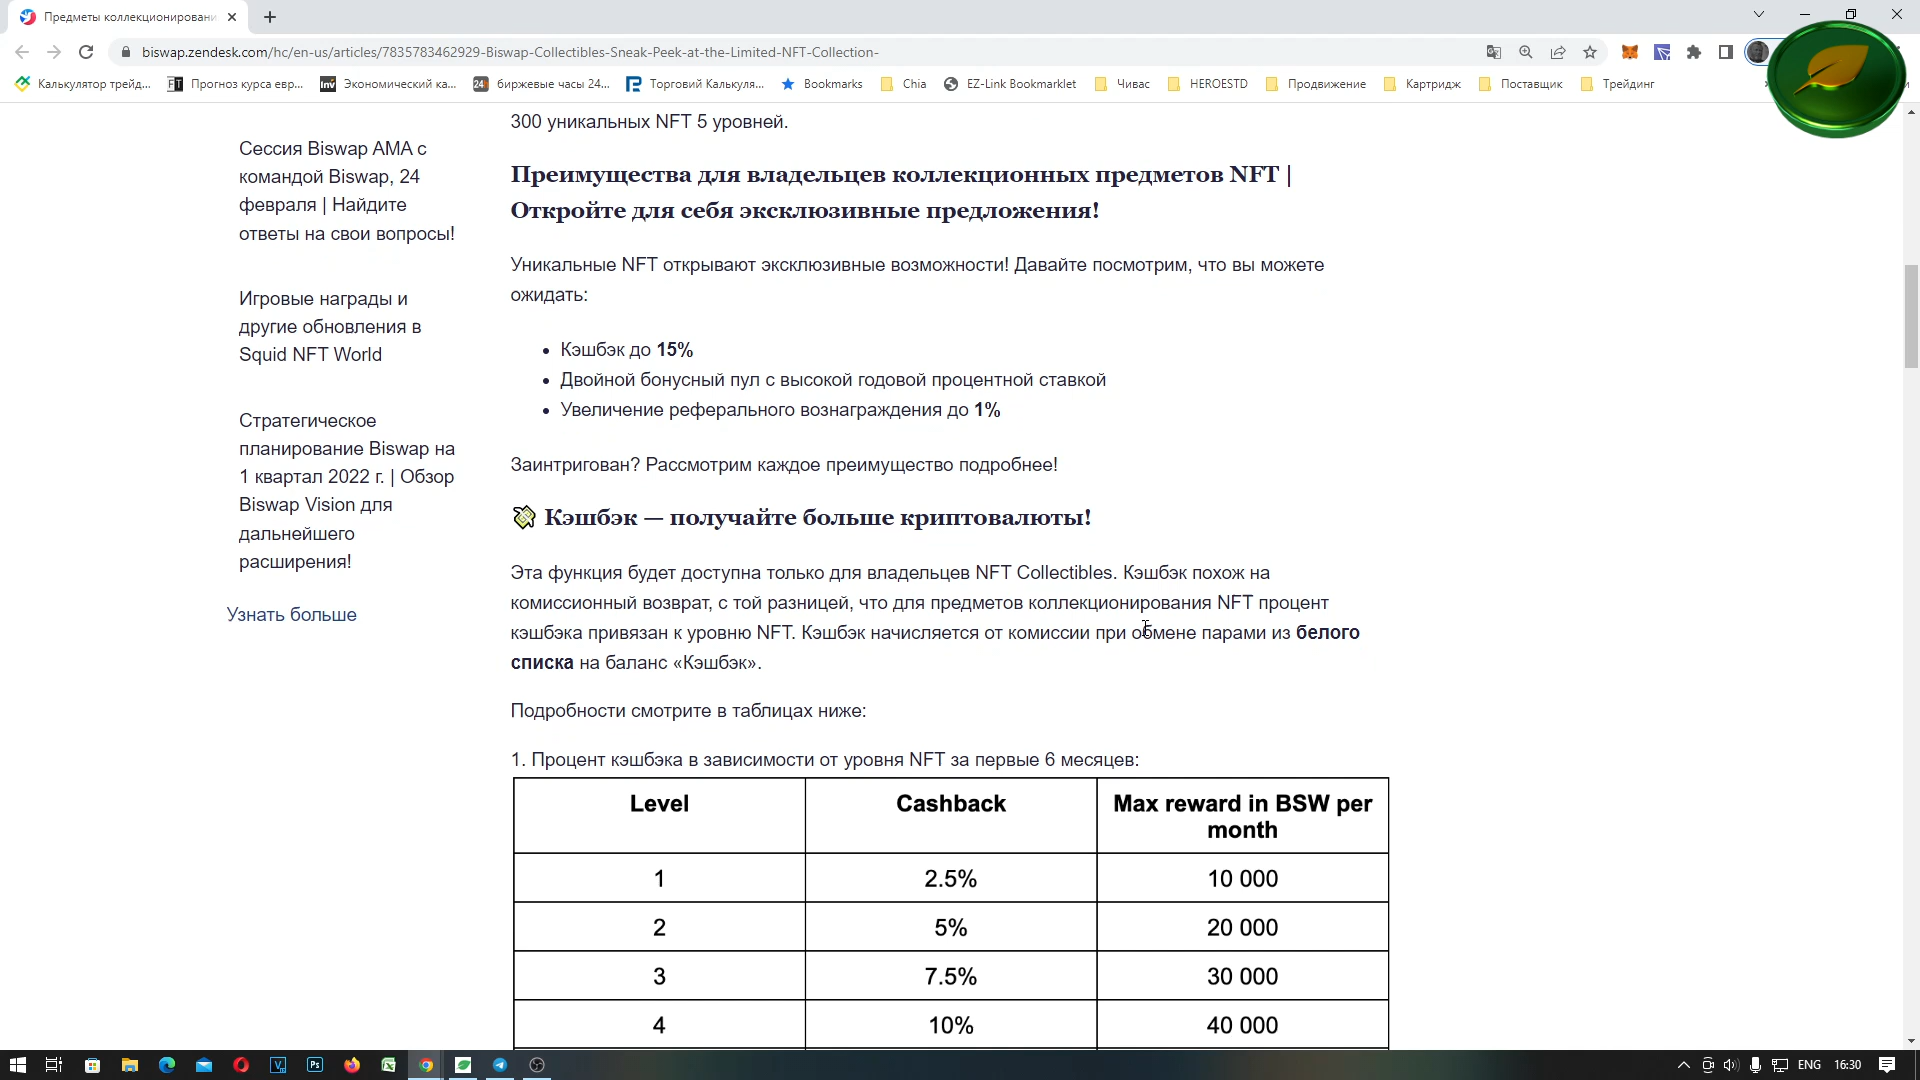 Предметы коллекционировани
biswap.zendesk.com/hc/en-us/articles/7835783462929-Biswap-Collectibles-Sneak-Peek-at-the-Limited-NFT-Collection-
Калькулятор трейд...
Прогноз курса евр...
Экономический ка...
биржевые часы 24...
Торговий Калькуля...
Bookmarks
Chia
EZ-Link Bookmarklet
Чивас
HEROESTD
Продвижение
Картридж
Поставщик
Трейдинг
Сессия Biswap AMA с
командой Biswap, 24
февраля | Найдите
ответы на свои вопросы!
Игровые награды и
другие обновления в
Squid NFT World
Стратегическое
планирование Biswap на
1 квартал 2022 г. | Обзор
Biswap Vision для
дальнейшего
расширения!
Узнать больше
300 уникальных NFT 5 уровней.
Преимущества для владельцев коллекционных предметов NFT |
Откройте для себя эксклюзивные предложения!
Уникальные NFT открывают эксклюзивные возможности! Давайте посмотрим, что вы можете
ожидать:
• Кэшбэк до 15%
• Двойной бонусный пул с высокой годовой процентной ставкой
• Увеличение реферального вознаграждения до 1%
Заинтригован? Рассмотрим каждое преимущество подробнее!
Кэшбэк — получайте больше криптовалюты!
Эта функция будет доступна только для владельцев NFT Collectibles. Кэшбэк похож на
комиссионный возврат, с той разницей, что для предметов коллекционирования NFT процент
кэшбэка привязан к уровню NFT. Кэшбэк начисляется от комиссии при обмене парами из белого
списка на баланс «Кэшбэк».
Подробности смотрите в таблицах ниже:
1. Процент кэшбэка в зависимости от уровня NFT за первые 6 месяцев:
Level Cashback Max reward in BSW per
month
1 2.5% 10 000
2 5% 20 000
3 7.5% 30 000
4 10% 40 000
ENG 16:30